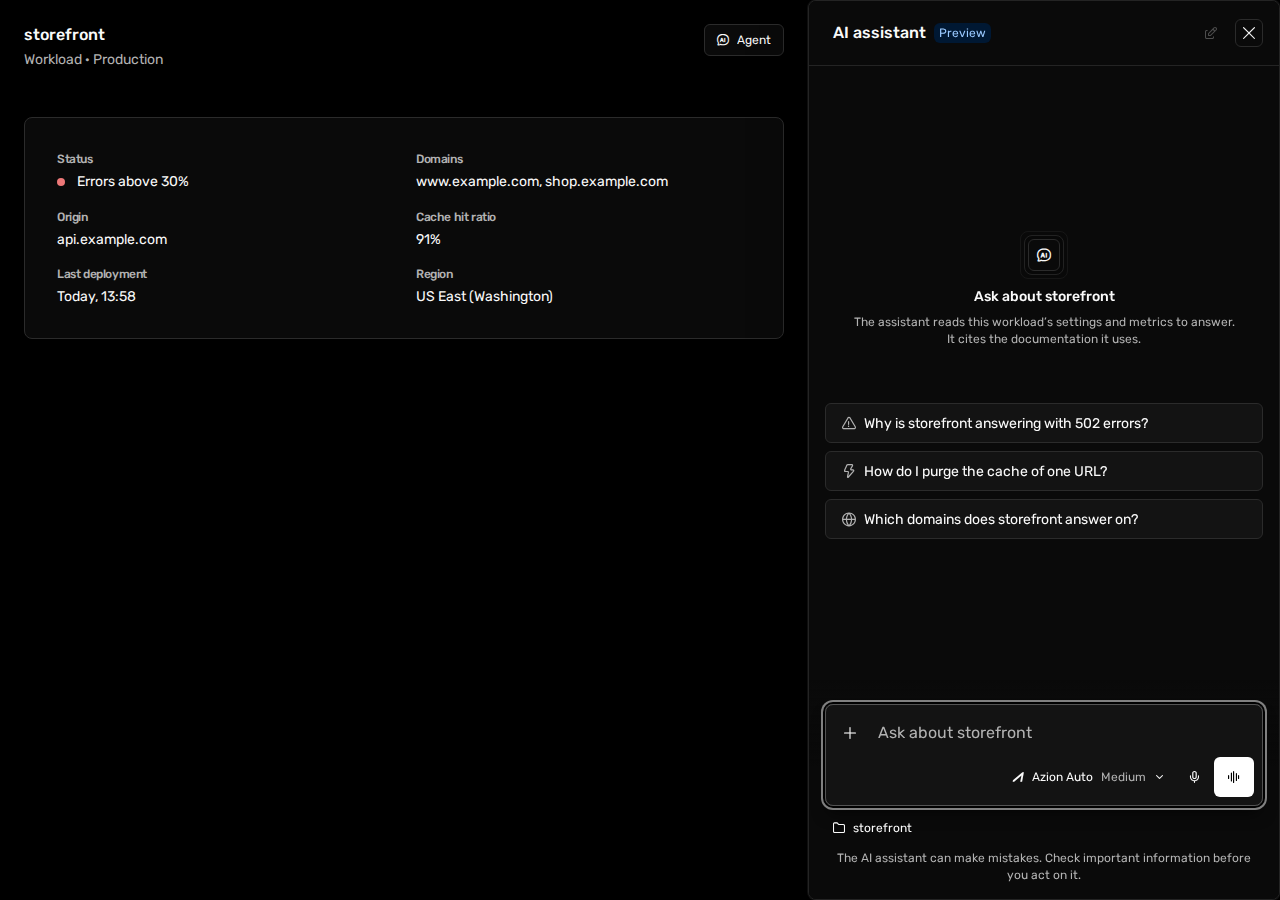 storefront
Workload • Production
Agent
Status
Errors above 30%
Domains
www.example.com, shop.example.com
Origin
api.example.com
Cache hit ratio
91%
Last deployment
Today, 13:58
Region
US East (Washington)
AI assistant
Preview
Ask about storefront
The assistant reads this workload's settings and metrics to answer.
It cites the documentation it uses.
Why is storefront answering with 502 errors?
How do I purge the cache of one URL?
Which domains does storefront answer on?
Ask about storefront
Azion Auto Medium
storefront
The AI assistant can make mistakes. Check important information before
you act on it.